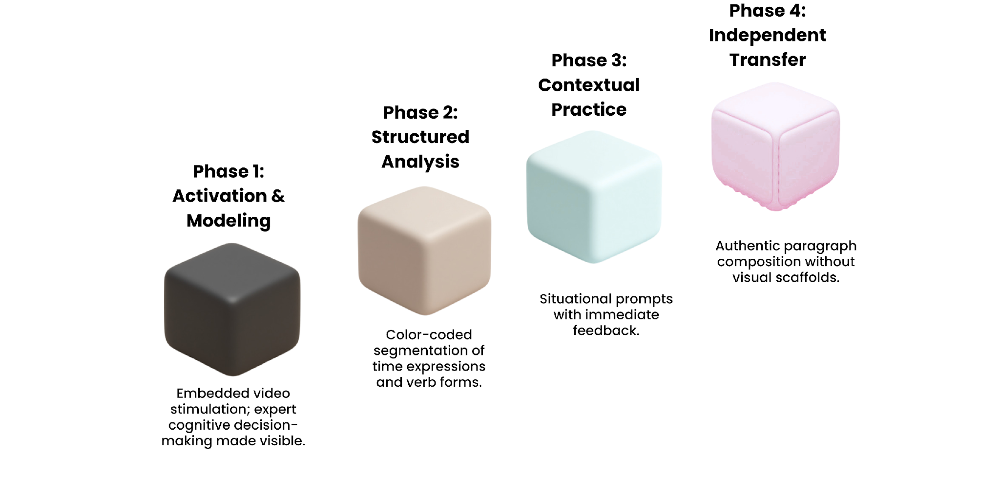 Phase 1:
Activation &
Modeling
Embedded video
stimulation; expert
cognitive decision-
making made visible.
Phase 2:
Structured
Analysis
Color-coded
segmentation of
time expressions
and verb forms.
Phase 3:
Contextual
Practice
Situational prompts
with immediate
feedback.
Phase 4:
Independent
Transfer
Authentic paragraph
composition without
visual scaffolds.